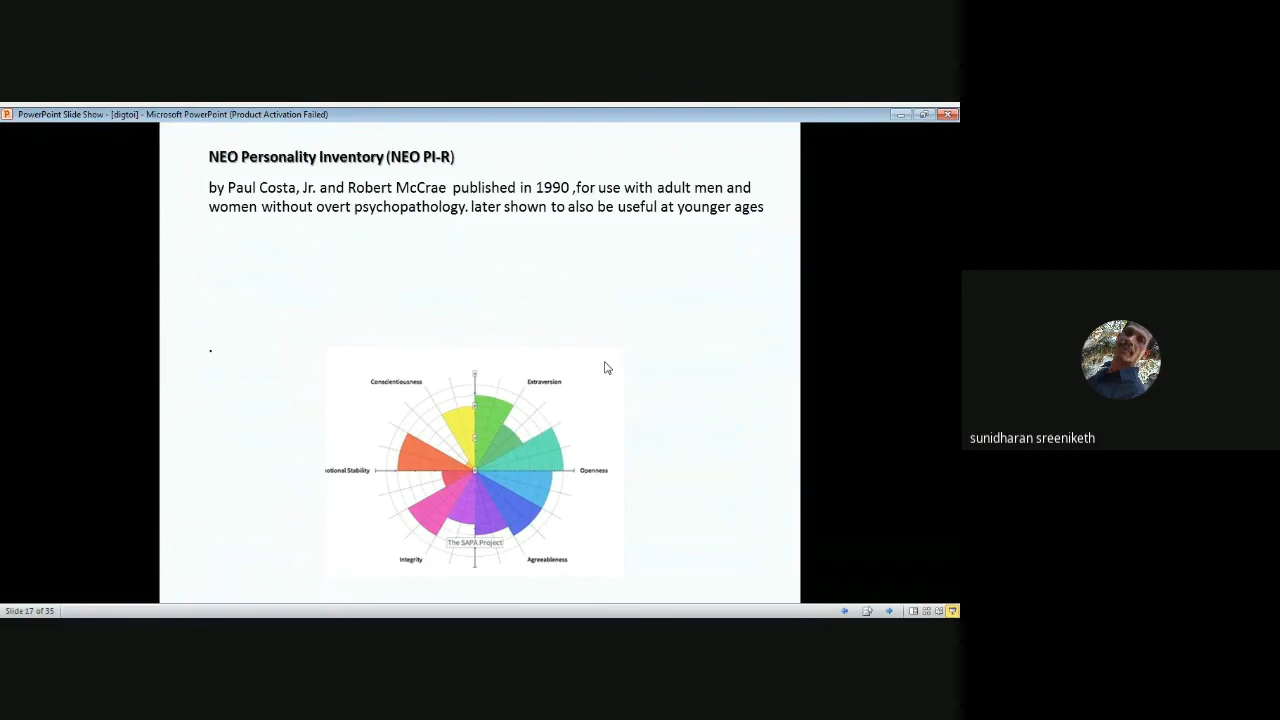 PowerPoint Slide Show - [digtoi] - Microsoft PowerPoint (Product Activation Failed)
NEO Personality Inventory (NEO PI-R)
by Paul Costa, Jr. and Robert McCrae published in 1990 ,for use with adult men and
women without overt psychopathology. later shown to also be useful at younger ages
.
Conscientiousness
Extraversion
otional Stability
Openness
The SAPA Project
Integrity
Agreeableness
sunidharan sreeniketh
Slide 17 of 35